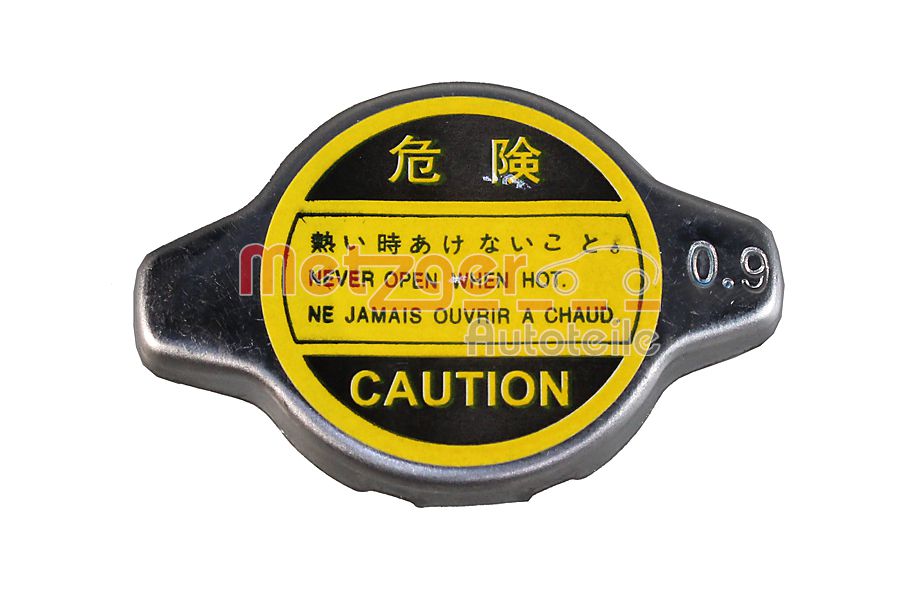 危険
熱い時あけないこと。
NEVER OPEN WHEN HOT.
NE JAMAIS OUVRIR A CHAUD.
CAUTION
0.9
Metzger
Autoteile